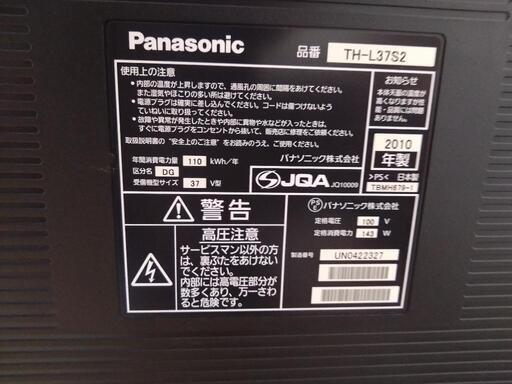 Panasonic
品番 TH-L37S2
使用上の注意
・内部の温度が上昇しますので、通風孔の周囲に間隔をあけてください。
また湿気やほこりの多い所は避けてください。
・電源プラグは確実に差し込んでください。コードは傷つけないよう
ていねいに取り扱ってください。
・故障や異常が発生したときや内部に異物や水などが入ったときは、
すぐに電源プラグをコンセントから抜いて、販売店に修理をご依頼ください。
取扱説明書の"安全上のご注意"をお読みのうえ、ご使用ください。
お知らせ
本体天面の温度が
高くなりますが性
能・品質には問題
ありません。
年間消費電力量 110 kWh/年
区分名 DG
受信機型サイズ 37 V型
パナソニック株式会社
JQA JQ10009
2010
年製
>PS< 日本製
TBMH679-1
警告
高圧注意
サービスマン以外の方
は、裏ぶたをあけない
でください。
内部には高電圧部分が
数多くあり、万一さわ
ると危険です。
PSE パナソニック株式会社
定格電圧 100 V
定格消費電力 143 W
製造番号 UN0422327